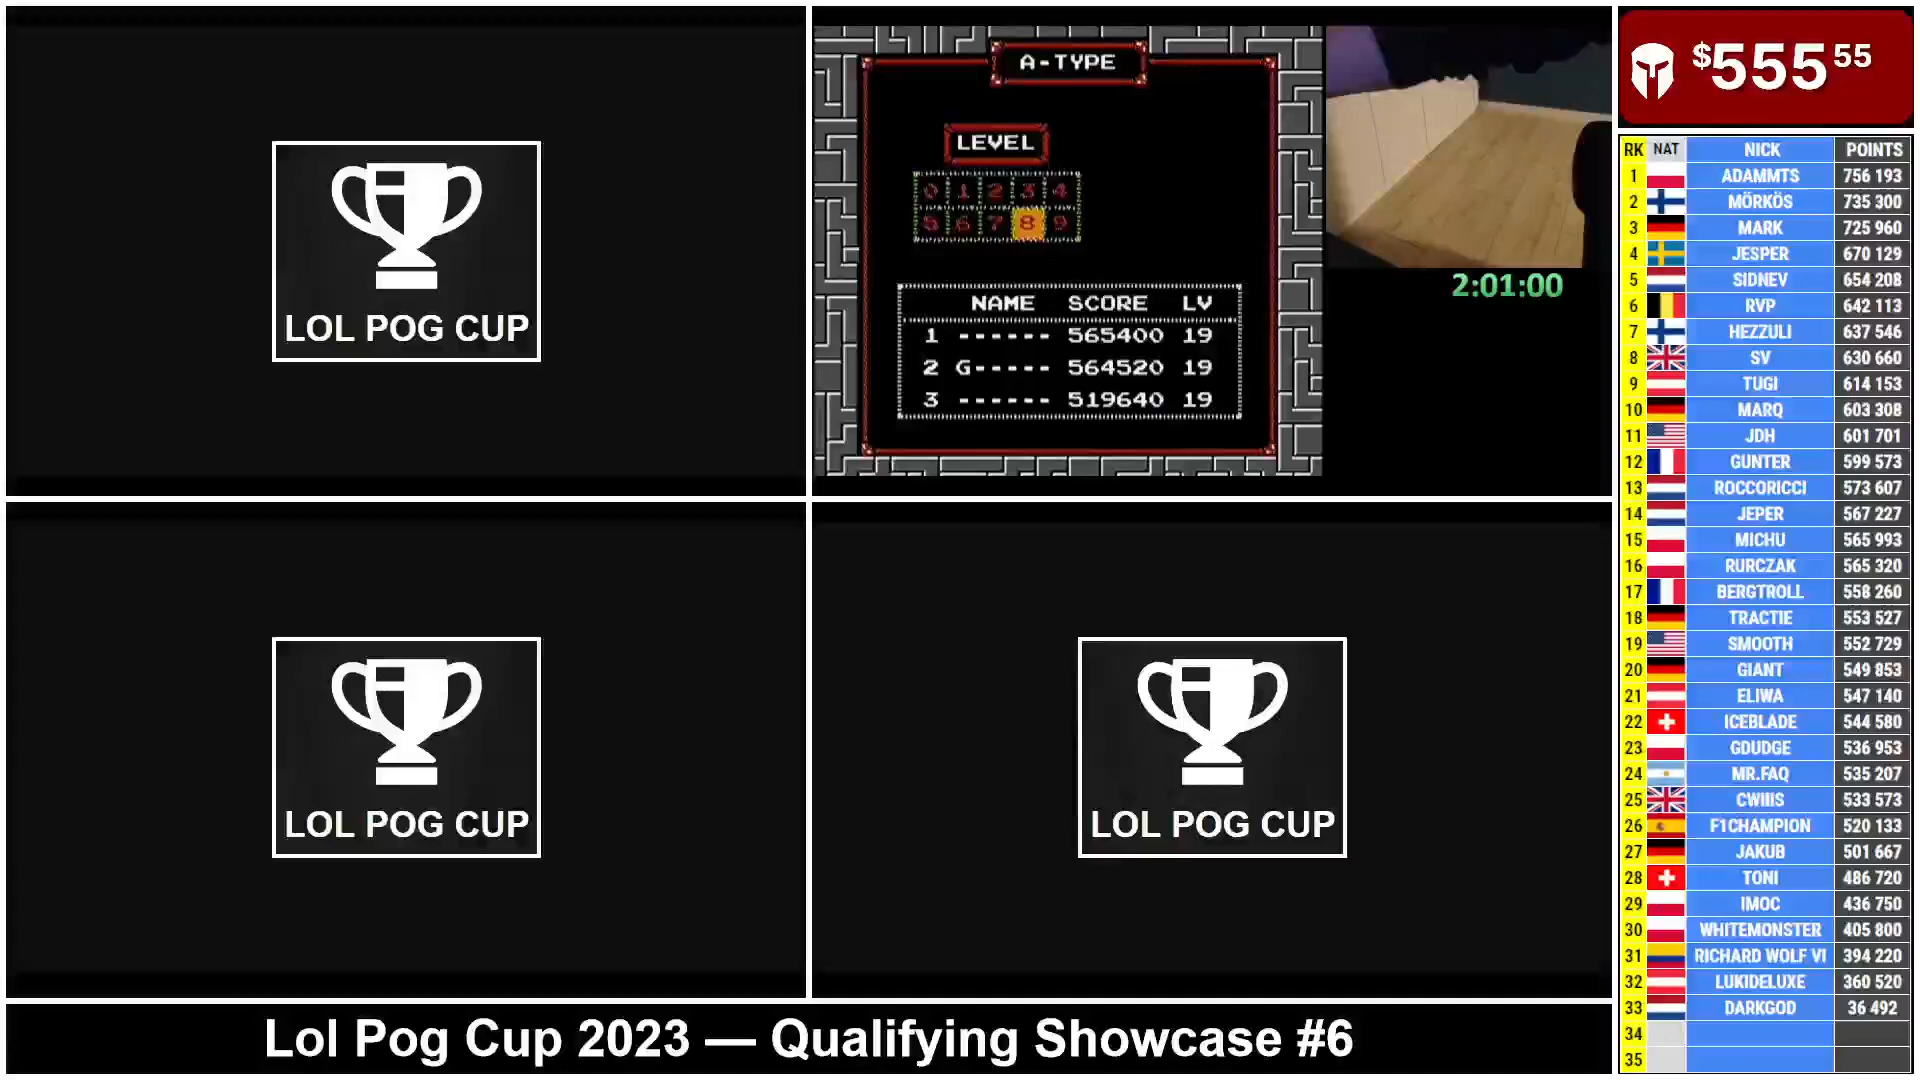 LOL POG CUP
A-TYPE
LEVEL
0 1 2 3 4
5 6 7 8 9
NAME SCORE LV
1 ------ 565400 19
2 G----- 564520 19
3 ------ 519640 19
2:01:00
LOL POG CUP
LOL POG CUP
Lol Pog Cup 2023 — Qualifying Showcase #6
$555 55
RK NAT NICK POINTS
1 ADAMMTS 756 193
2 MÖRKÖS 735 300
3 MARK 725 960
4 JESPER 670 129
5 SIDNEV 654 208
6 RVP 642 113
7 HEZZULI 637 546
8 SV 630 660
9 TUGI 614 153
10 MARQ 603 308
11 JDH 601 701
12 GUNTER 599 573
13 ROCCORICCI 573 607
14 JEPER 567 227
15 MICHU 565 993
16 RURCZAK 565 320
17 BERGTROLL 558 260
18 TRACTIE 553 527
19 SMOOTH 552 729
20 GIANT 549 853
21 ELIWA 547 140
22 ICEBLADE 544 580
23 GDUDGE 536 953
24 MR.FAQ 535 207
25 CWIIIS 533 573
26 F1CHAMPION 520 133
27 JAKUB 501 667
28 TONI 486 720
29 IMOC 436 750
30 WHITEMONSTER 405 800
31 RICHARD WOLF VI 394 220
32 LUKIDELUXE 360 520
33 DARKGOD 36 492
34
35